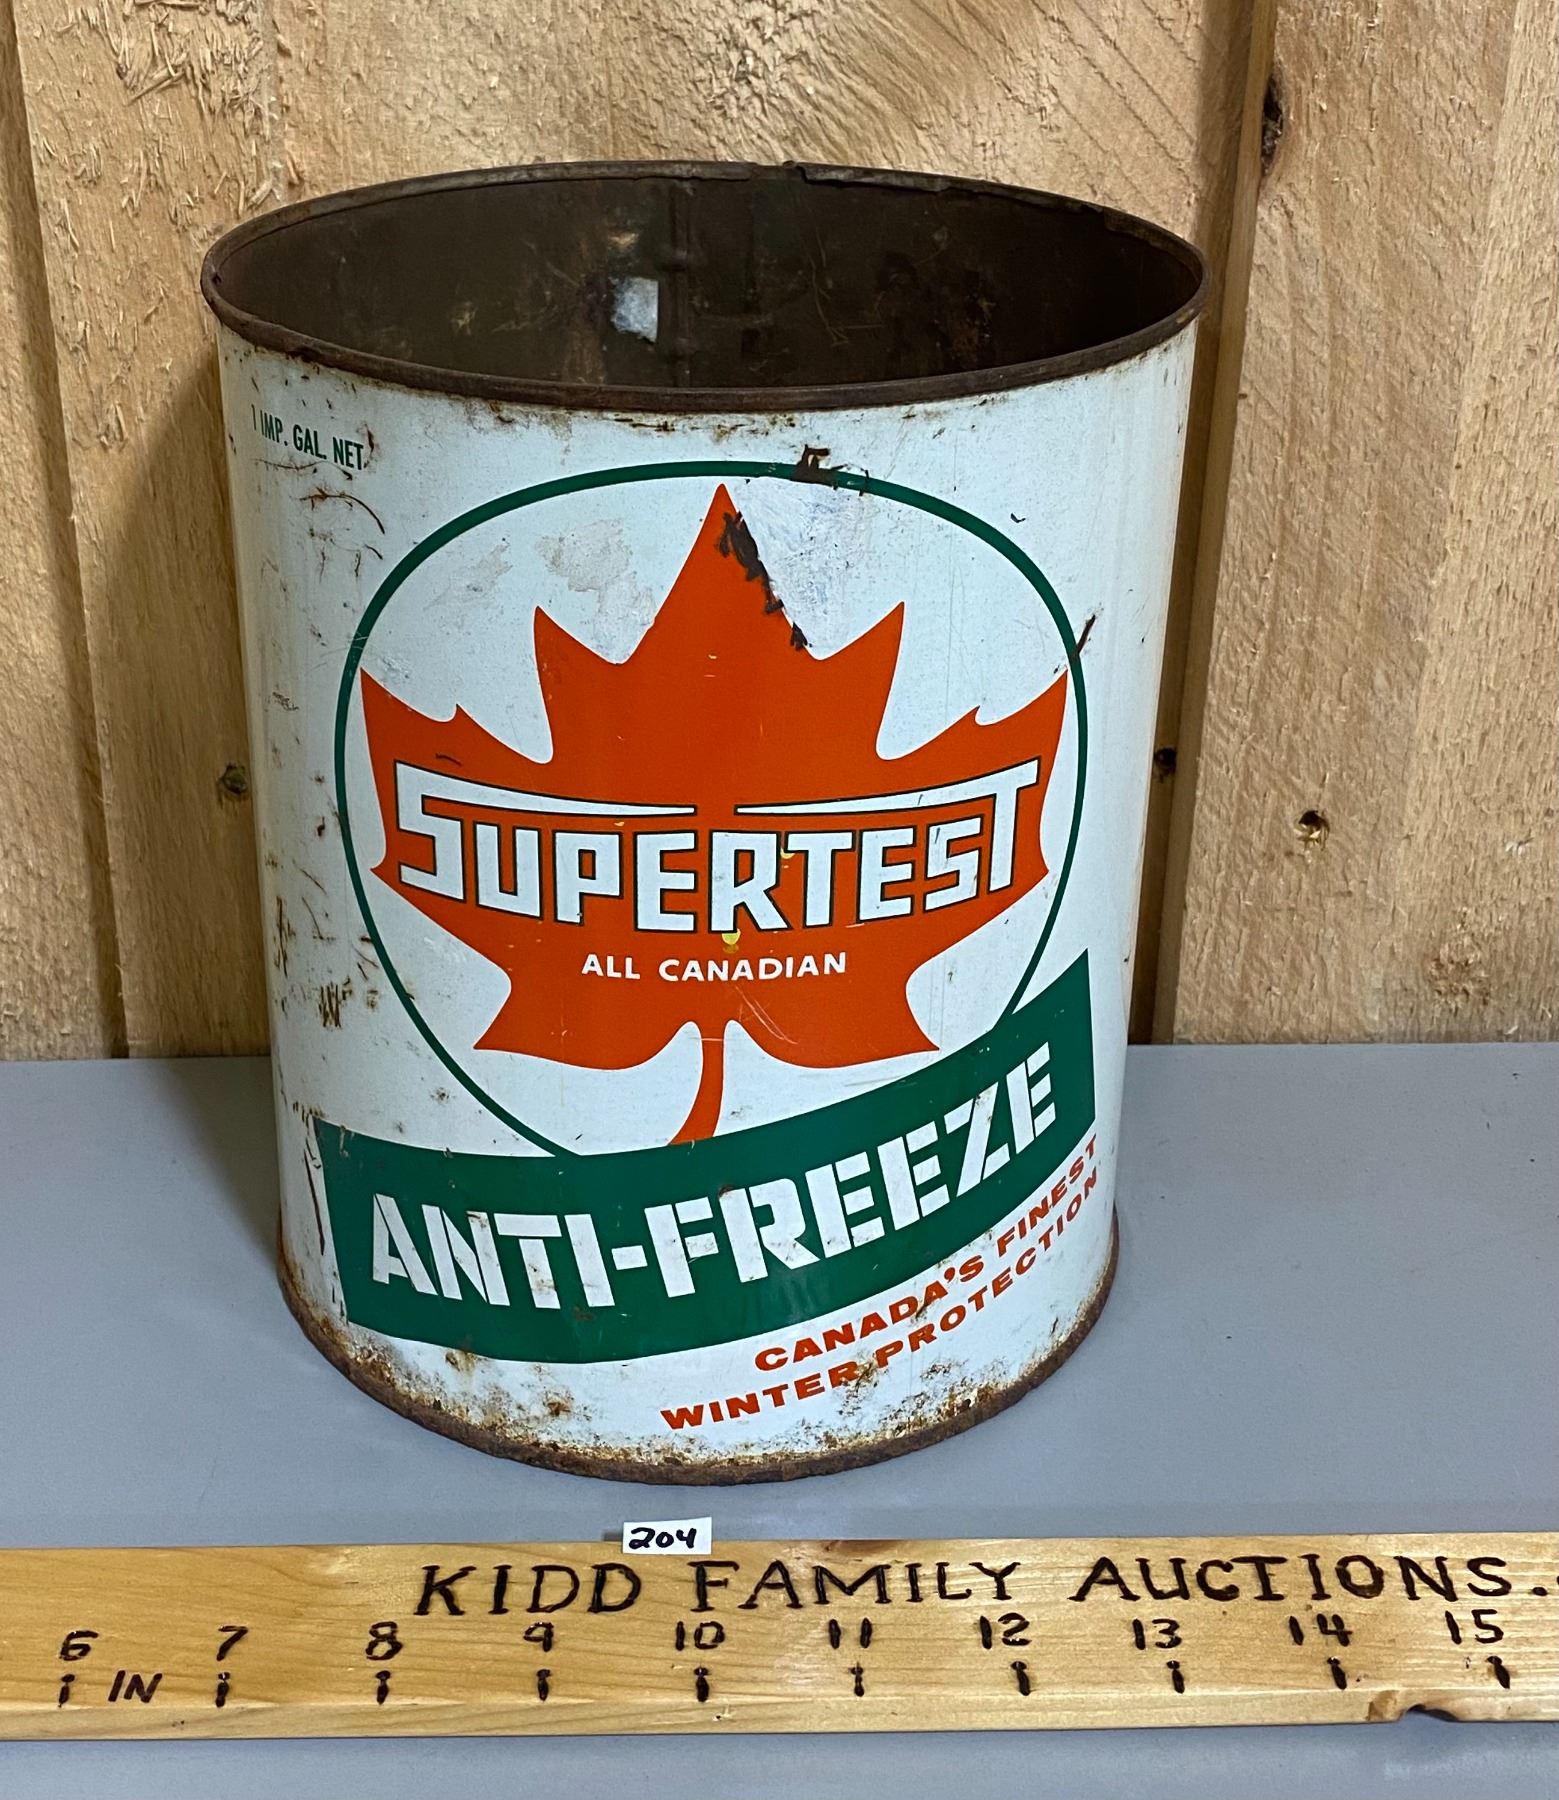 1 IMP. GAL. NET
SUPERTEST
ALL CANADIAN
ANTI-FREEZE
CANADA'S FINEST
WINTER PROTECTION
204
KIDD FAMILY AUCTIONS.
6 7 8 9 10 11 12 13 14 15
IN